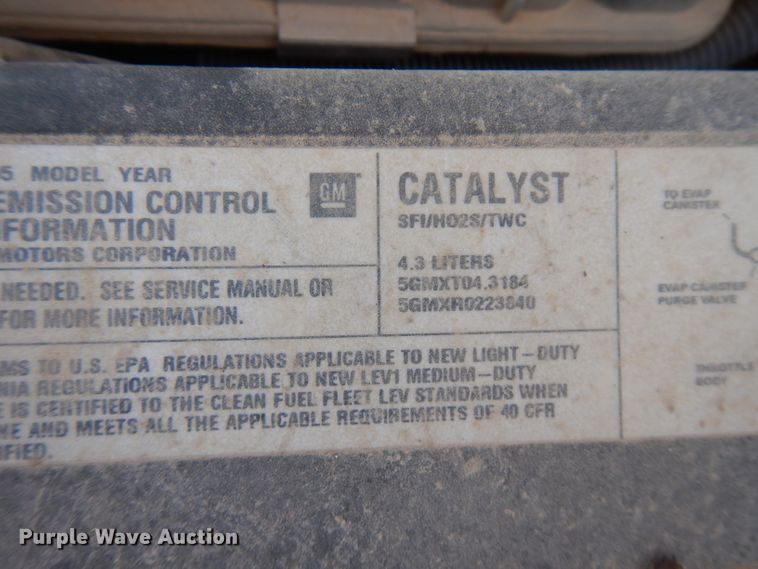 5 MODEL YEAR
EMISSION CONTROL
NFORMATION
MOTORS CORPORATION
GM
NEEDED. SEE SERVICE MANUAL OR
FOR MORE INFORMATION.
CATALYST
SFI/HO2S/TWC
4.3 LITERS
5GMXT04.3184
5GMXR0223840
MS TO U.S. EPA REGULATIONS APPLICABLE TO NEW LIGHT-DUTY
NIA REGULATIONS APPLICABLE TO NEW LEV1 MEDIUM-DUTY
E IS CERTIFIED TO THE CLEAN FUEL FLEET LEV STANDARDS WHEN
NE AND MEETS ALL THE APPLICABLE REQUIREMENTS OF 40 CFR
IFIED.
TO EVAP
CANISTER
EVAP CANISTER
PURGE VALVE
THROTTLE
BODY
Purple Wave Auction®